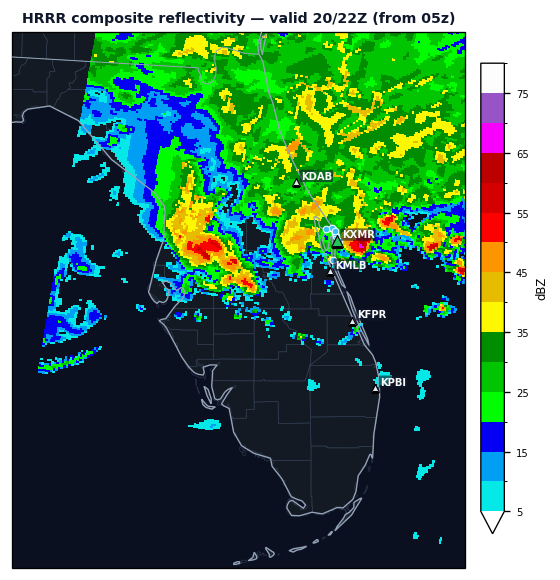 HRRR composite reflectivity — valid 20/22Z (from 05z)
KDAB
KXMR
KMLB
KFPR
KPBI
75
65
55
45
35
25
15
5
dBZ